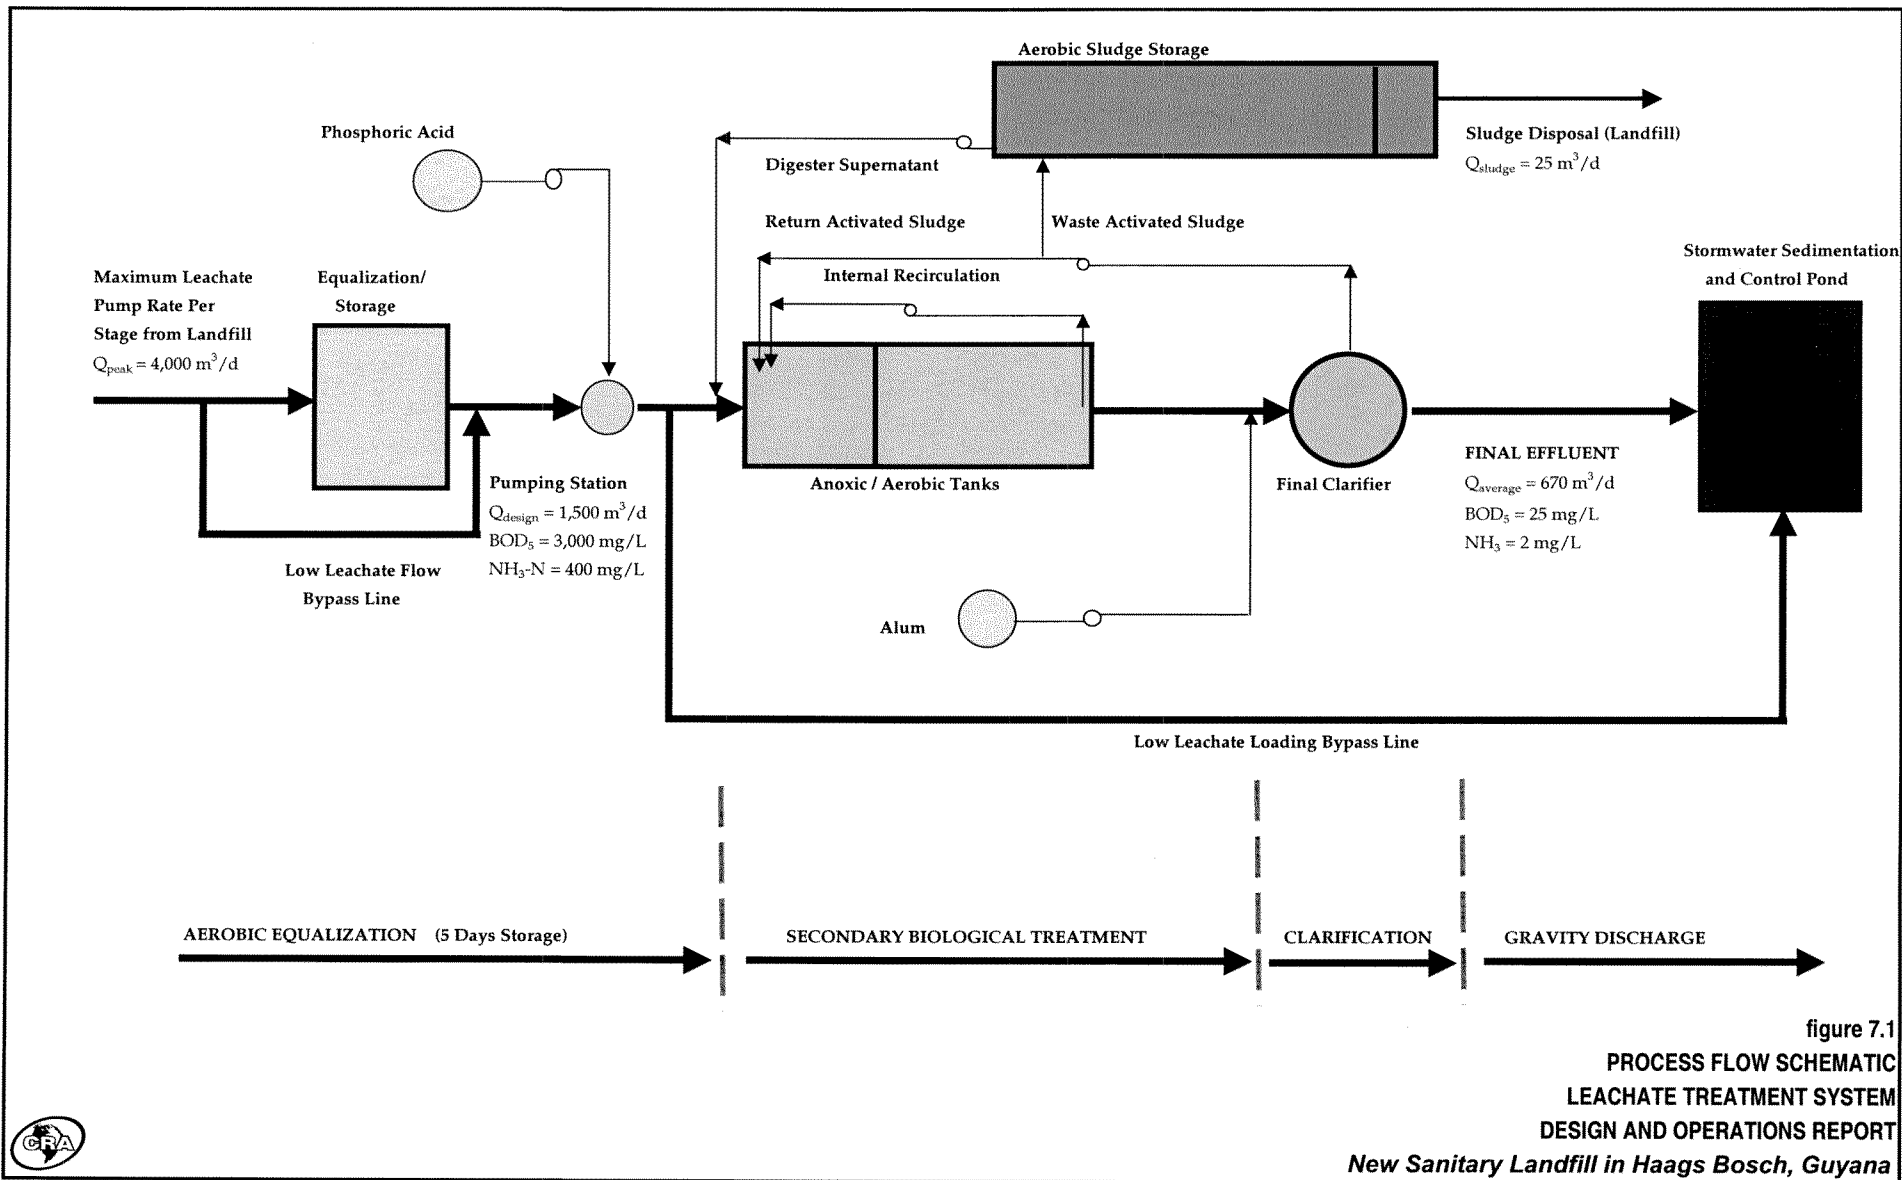 Aerobic Sludge Storage
Phosphoric Acid
Sludge Disposal (Landfill)
Q_sludge = 25 m³/d
Digester Supernatant
Return Activated Sludge
Waste Activated Sludge
Internal Recirculation
Maximum Leachate
Pump Rate Per
Stage from Landfill
Q_peak = 4,000 m³/d
Equalization/
Storage
Stormwater Sedimentation
and Control Pond
Pumping Station
Q_design = 1,500 m³/d
BOD₅ = 3,000 mg/L
NH₃-N = 400 mg/L
Anoxic / Aerobic Tanks
Final Clarifier
FINAL EFFLUENT
Q_average = 670 m³/d
BOD₅ = 25 mg/L
NH₃ = 2 mg/L
Low Leachate Flow
Bypass Line
Alum
Low Leachate Loading Bypass Line
AEROBIC EQUALIZATION (5 Days Storage)
SECONDARY BIOLOGICAL TREATMENT
CLARIFICATION
GRAVITY DISCHARGE
figure 7.1
PROCESS FLOW SCHEMATIC
LEACHATE TREATMENT SYSTEM
DESIGN AND OPERATIONS REPORT
New Sanitary Landfill in Haags Bosch, Guyana
CRA